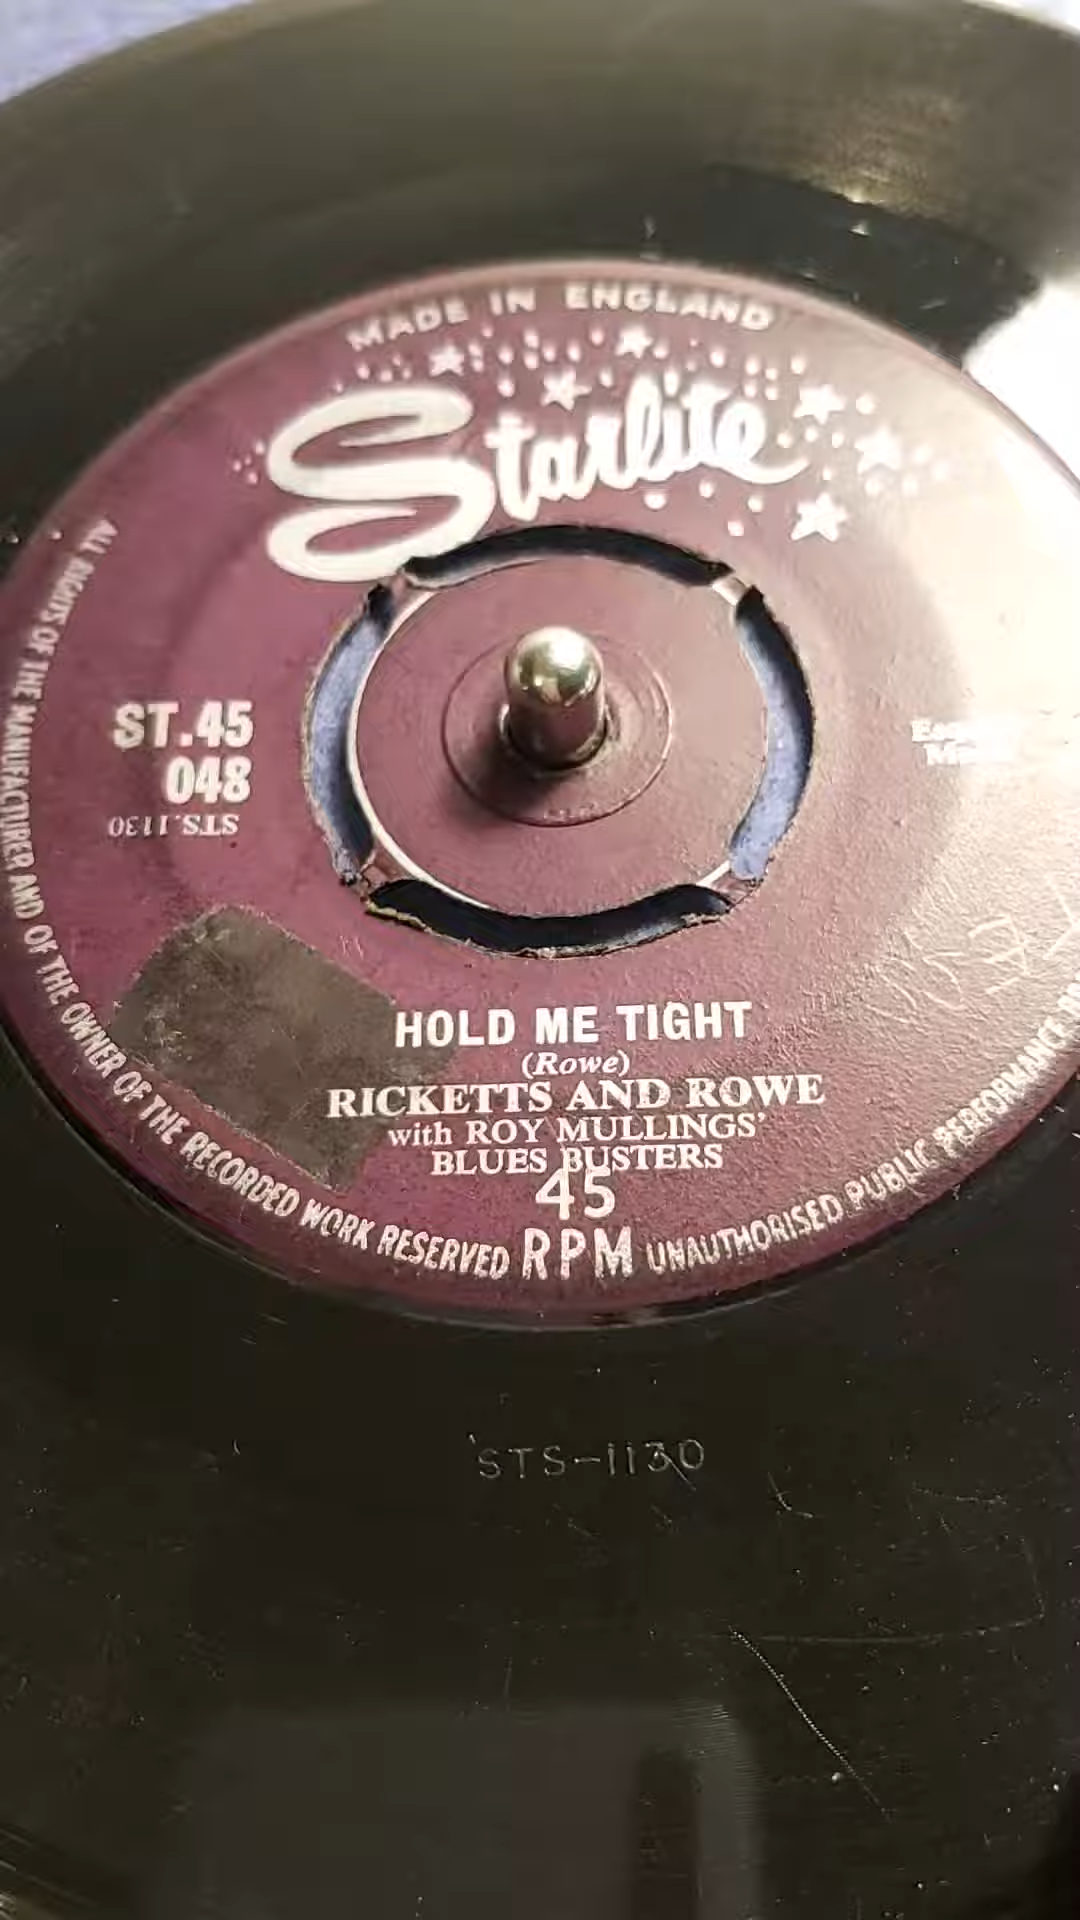 MADE IN ENGLAND
Starlite
ST.45
048
STS.1130
HOLD ME TIGHT
(Rowe)
RICKETTS AND ROWE
with ROY MULLINGS'
BLUES BUSTERS
45
RPM
ALL RIGHTS OF THE MANUFACTURER AND OF THE OWNER OF THE RECORDED WORK RESERVED
UNAUTHORISED PUBLIC PERFORMANCE
STS-1130